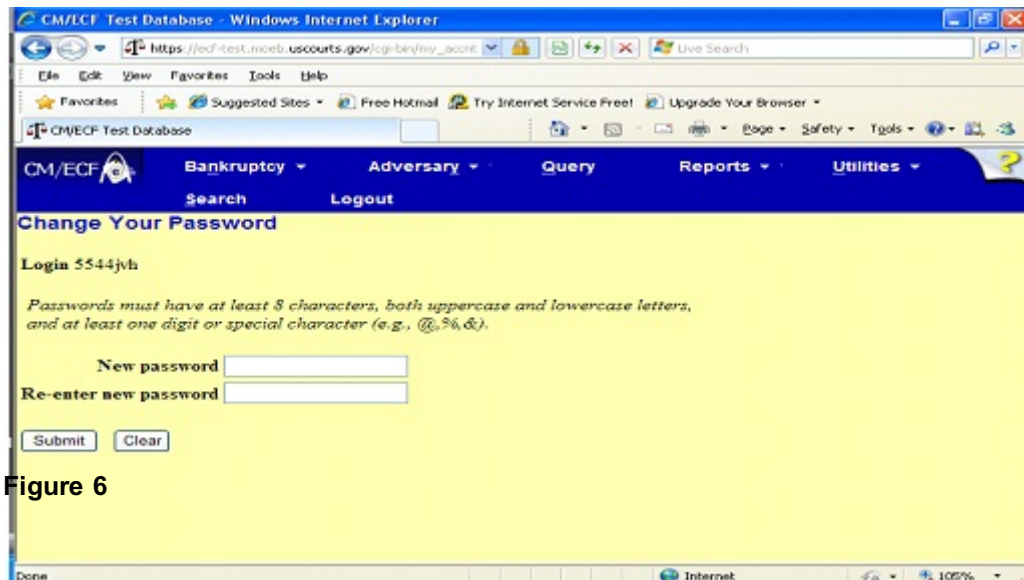 CM/ECF Test Database - Windows Internet Explorer
https://ecf-test.moeb.uscourts.gov/cgi-bin/my_accnt Live Search
File Edit View Favorites Tools Help
Favorites Suggested Sites Free Hotmail Try Internet Service Free! Upgrade Your Browser
CM/ECF Test Database Page Safety Tools
CM/ECF Bankruptcy Adversary Query Reports Utilities ?
Search Logout
Change Your Password
Login 5544jvh
Passwords must have at least 8 characters, both uppercase and lowercase letters,
and at least one digit or special character (e.g., @,%,&).
New password
Re-enter new password
Submit Clear
Figure 6
Done Internet 105%